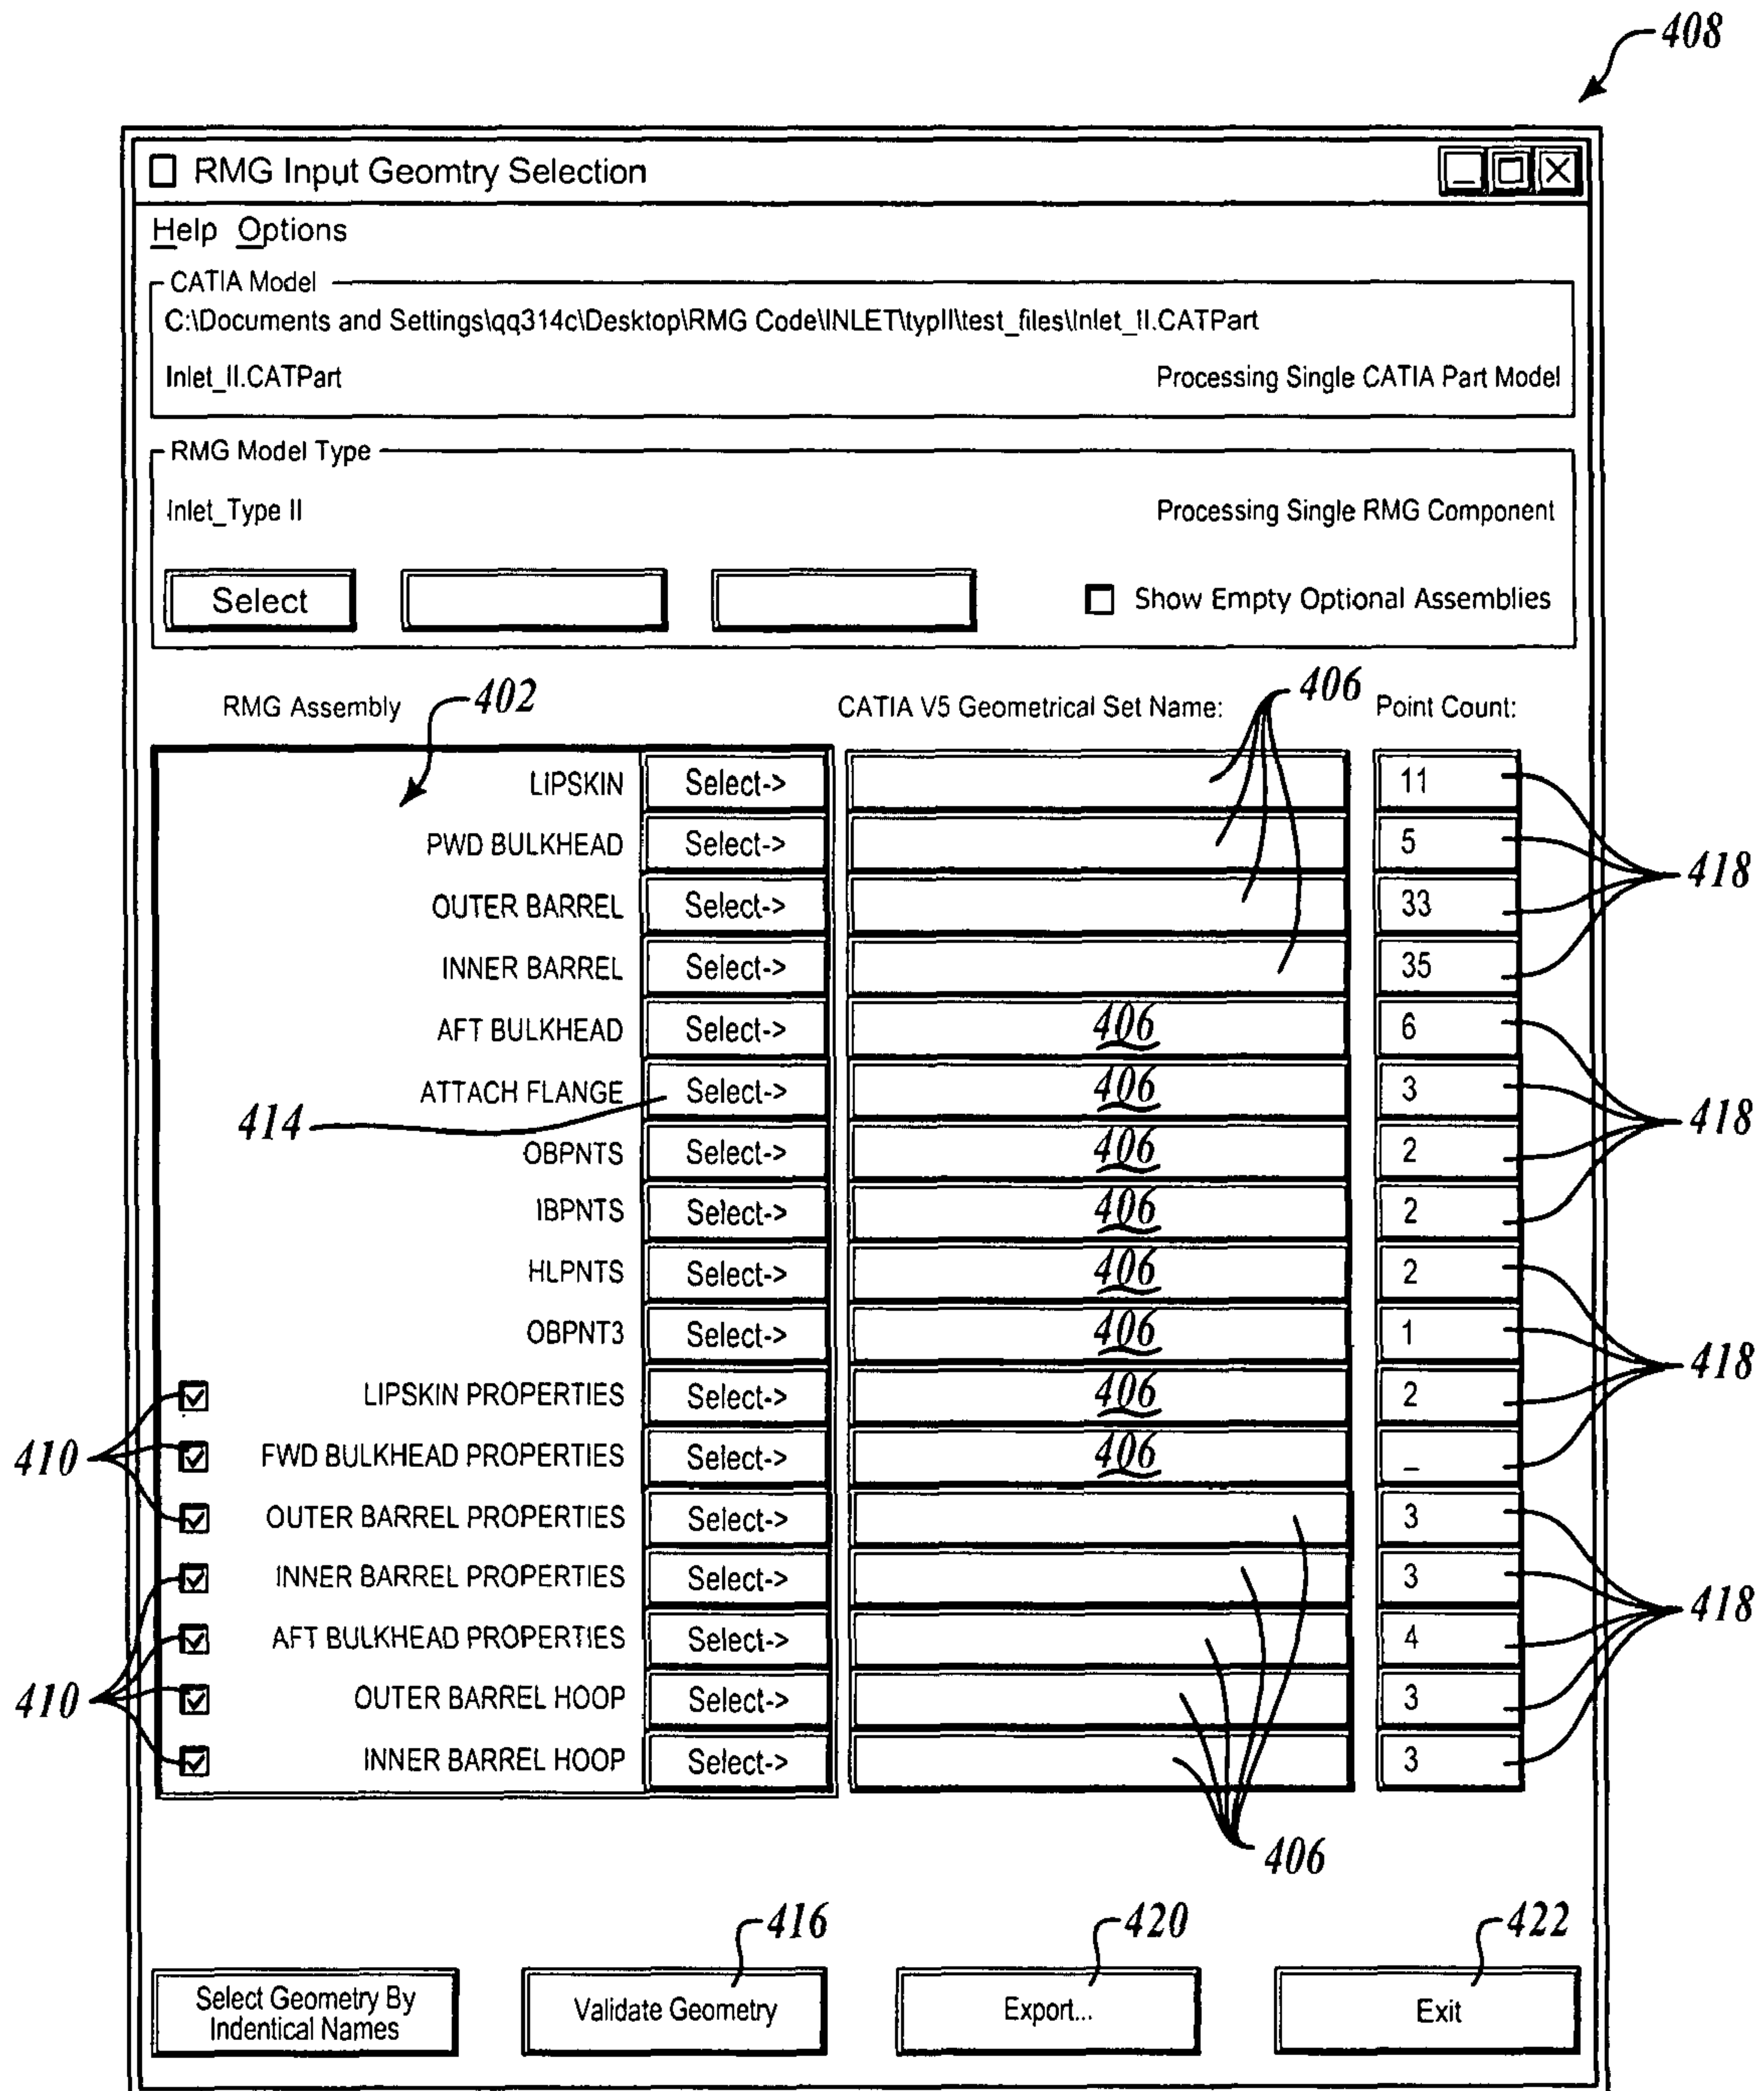 408
RMG Input Geomtry Selection
Help Options
CATIA Model
C:\Documents and Settings\qq314c\Desktop\RMG Code\INLET\typII\test_files\Inlet_II.CATPart
Inlet_II.CATPart Processing Single CATIA Part Model
RMG Model Type
Inlet_Type II Processing Single RMG Component
Select Show Empty Optional Assemblies
RMG Assembly 402 CATIA V5 Geometrical Set Name: 406 Point Count:
LIPSKIN Select-> 11
PWD BULKHEAD Select-> 5
418
OUTER BARREL Select-> 33
INNER BARREL Select-> 35
AFT BULKHEAD Select-> 406 6
ATTACH FLANGE Select-> 406 3
414 418
OBPNTS Select-> 406 2
IBPNTS Select-> 406 2
HLPNTS Select-> 406 2
OBPNT3 Select-> 406 1
418
LIPSKIN PROPERTIES Select-> 406 2
410 FWD BULKHEAD PROPERTIES Select-> 406 _
OUTER BARREL PROPERTIES Select-> 3
INNER BARREL PROPERTIES Select-> 3
418
AFT BULKHEAD PROPERTIES Select-> 4
410 OUTER BARREL HOOP Select-> 3
INNER BARREL HOOP Select-> 3
406
416 420 422
Select Geometry By
Indentical Names
Validate Geometry
Export...
Exit